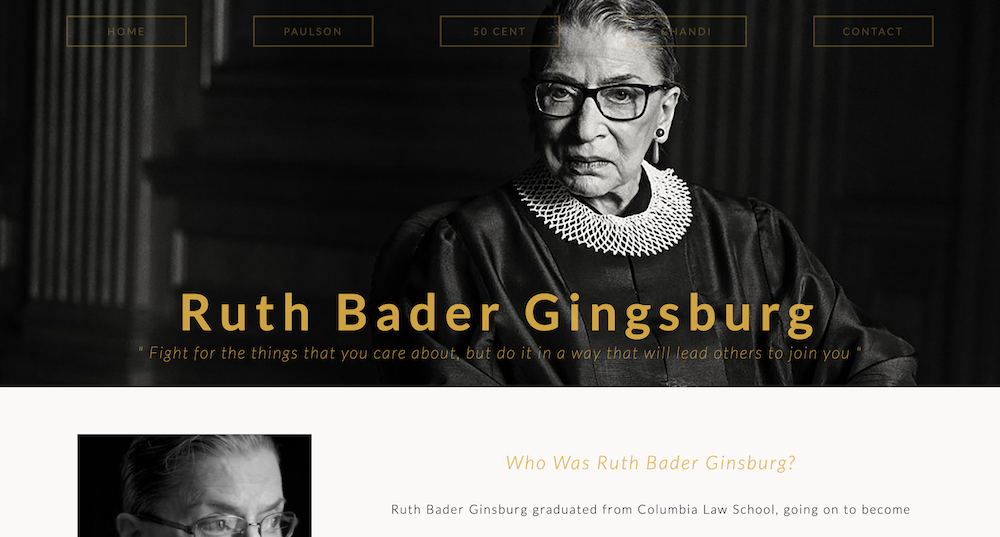 HOME
PAULSON
50 CENT
GHANDI
CONTACT
Ruth Bader Gingsburg
" Fight for the things that you care about, but do it in a way that will lead others to join you "
Who Was Ruth Bader Ginsburg?
Ruth Bader Ginsburg graduated from Columbia Law School, going on to become